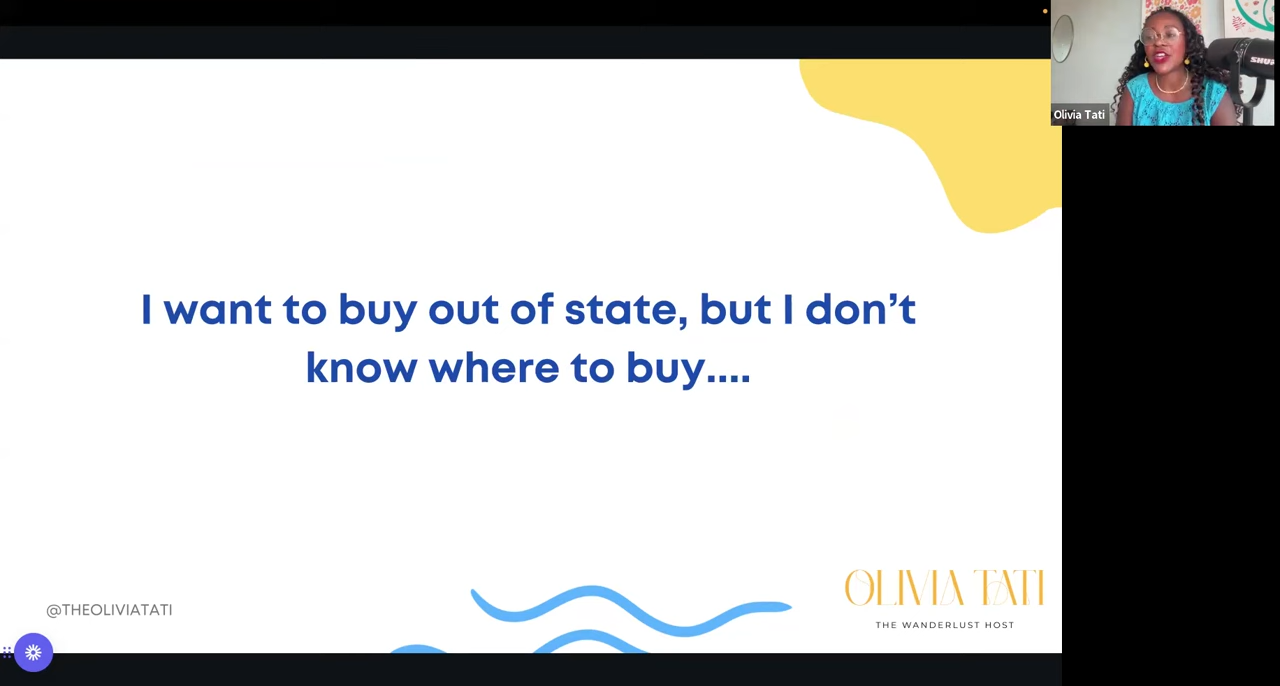 SHURE
Olivia Tati
I want to buy out of state, but I don’t
know where to buy....
@THEOLIVIATATI
OLIVIA TATI
THE WANDERLUST HOST